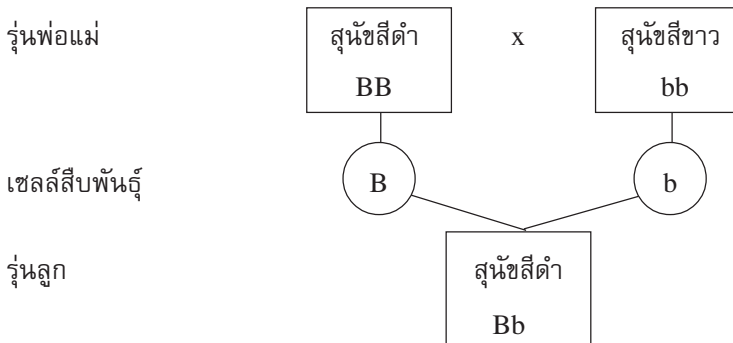 รุ่นพ่อแม่ สุนัขสีดำ x สุนัขสีขาว
BB bb
เซลล์สืบพันธุ์ B b
รุ่นลูก สุนัขสีดำ
Bb